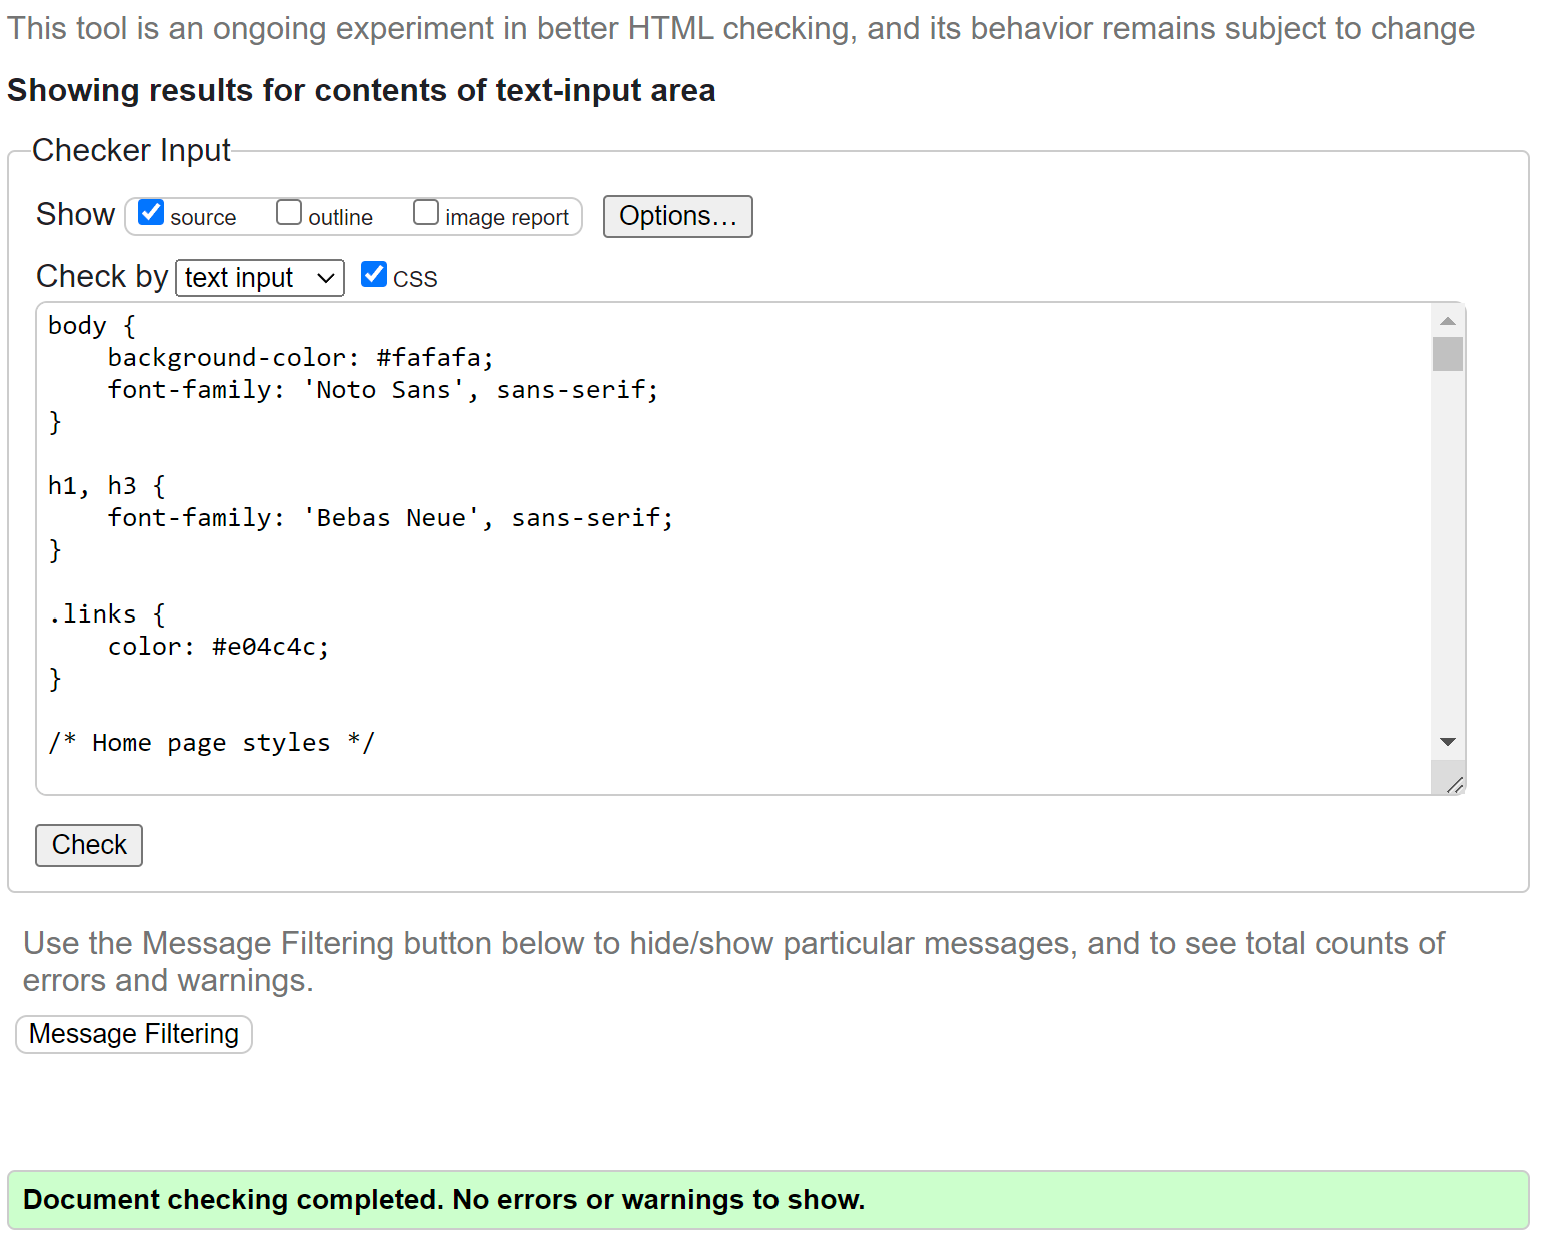 This tool is an ongoing experiment in better HTML checking, and its behavior remains subject to change
Showing results for contents of text-input area
Checker Input
Show source outline image report Options...
Check by text input CSS
body {
    background-color: #fafafa;
    font-family: 'Noto Sans', sans-serif;
}

h1, h3 {
    font-family: 'Bebas Neue', sans-serif;
}

.links {
    color: #e04c4c;
}

/* Home page styles */
Check
Use the Message Filtering button below to hide/show particular messages, and to see total counts of
errors and warnings.
Message Filtering
Document checking completed. No errors or warnings to show.